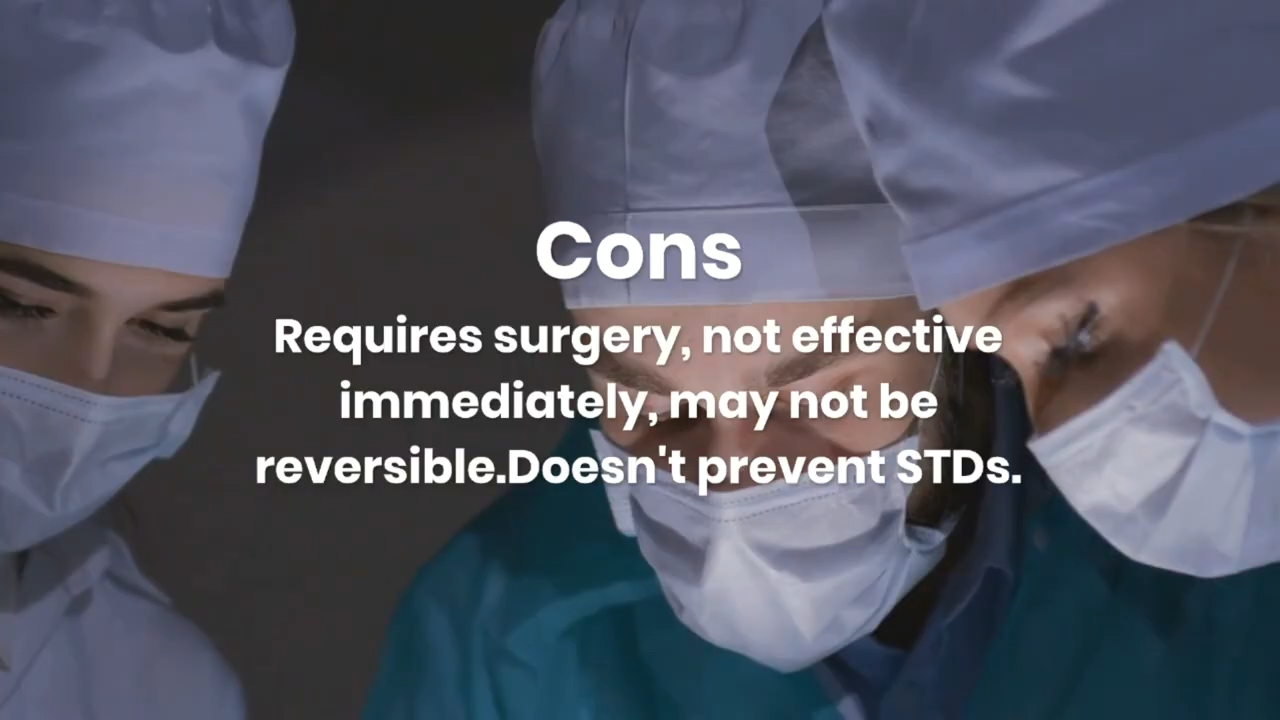 Cons
Requires surgery, not effective
immediately, may not be
reversible.Doesn't prevent STDs.